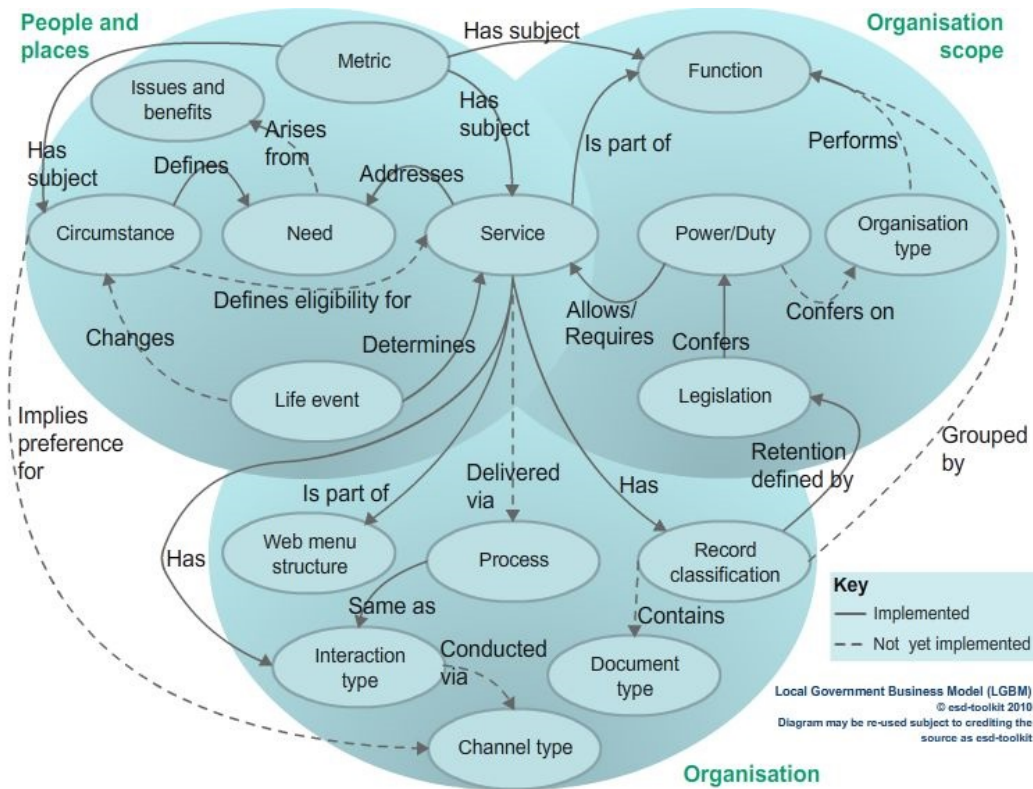 People and
places
Organisation
scope
Has subject
Metric
Function
Issues and
benefits
Has
subject
Arises
from
Is part of
Performs
Has
subject
Defines
Addresses
Circumstance
Need
Service
Power/Duty
Organisation
type
Defines eligibility for
Allows/
Requires
Confers on
Changes
Determines
Confers
Life event
Legislation
Implies
preference
for
Retention
defined by
Grouped
by
Is part of
Delivered
via
Has
Has
Web menu
structure
Process
Record
classification
Key
Implemented
Not yet implemented
Same as
Contains
Interaction
type
Conducted
via
Document
type
Channel type
Local Government Business Model (LGBM)
© esd-toolkit 2010
Diagram may be re-used subject to crediting the
source as esd-toolkit
Organisation